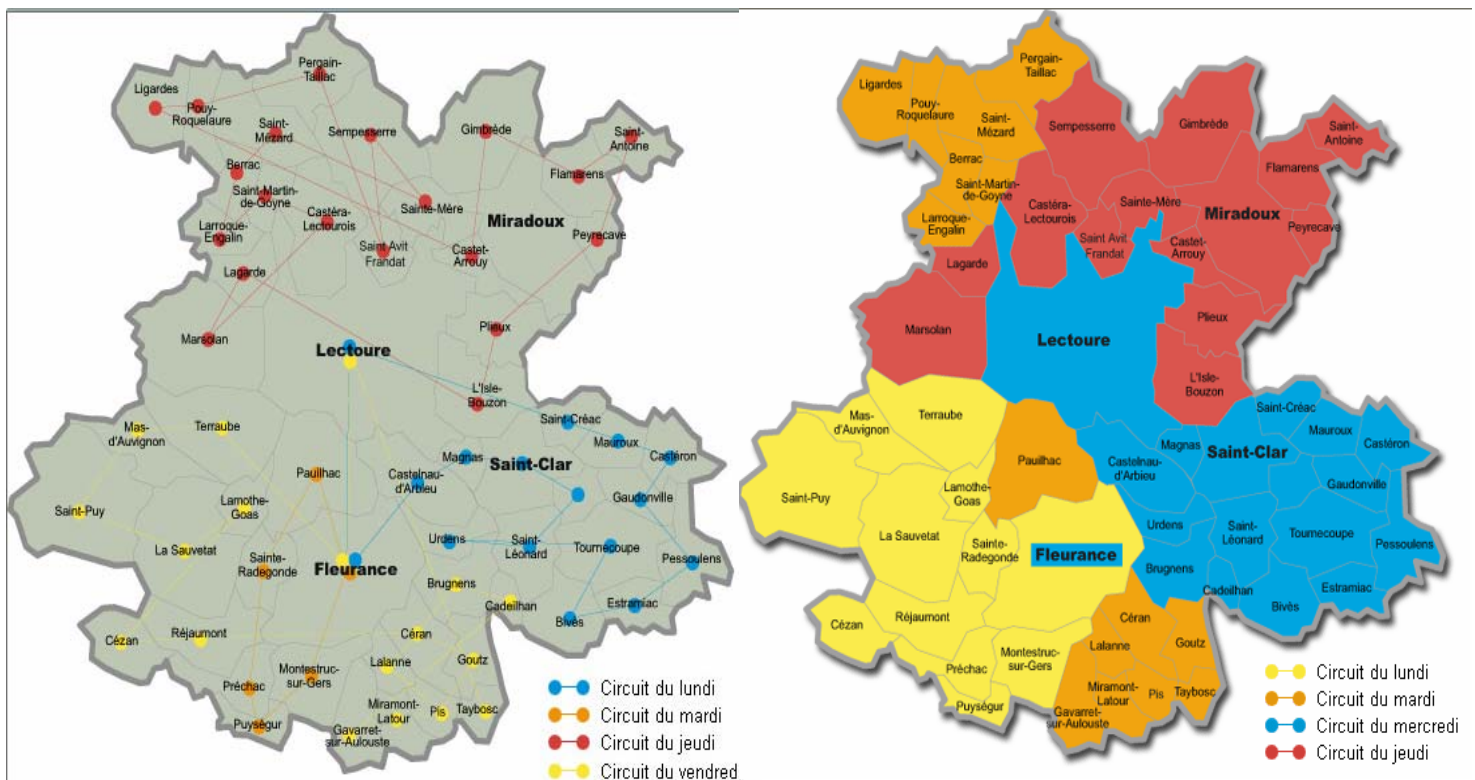 Pergain-
Taillac
Ligardes
Pouy-
Roquelaure
Saint-
Mézard
Sempesserre
Gimbrède
Saint-
Antoine
Berrac
Flamarens
Saint-Martin-
de-Goyne
Castéra-
Lectourois
Sainte-Mère
Miradoux
Larroque-
Engalin
Saint Avit
Frandat
Castet-
Arrouy
Peyrecave
Lagarde
Plieux
Marsolan
Lectoure
L'Isle-
Bouzon
Saint-Créac
Mas-
d'Auvignon
Terraube
Mauroux
Magnas
Saint-Clar
Castéron
Pauilhac
Castelnau-
d'Arbieu
Gaudonville
Lamothe-
Goas
Saint-Puy
La Sauvetat
Urdens
Saint-
Léonard
Tournecoupe
Sainte-
Radegonde
Fleurance
Pessoulens
Brugnens
Cadeilhan
Estramiac
Bivès
Cézan
Réjaumont
Céran
Lalanne
Goutz
Montestruc-
sur-Gers
Préchac
Miramont-
Latour
Pis
Taybosc
Puységur
Gavarret-
sur-Aulouste
Circuit du lundi
Circuit du mardi
Circuit du jeudi
Circuit du vendred
Pergain-
Taillac
Ligardes
Pouy-
Roquelaure
Saint-
Mézard
Sempesserre
Gimbrède
Saint-
Antoine
Berrac
Flamarens
Saint-Martin-
de-Goyne
Castéra-
Lectourois
Sainte-Mère
Miradoux
Larroque-
Engalin
Saint Avit
Frandat
Castet-
Arrouy
Peyrecave
Lagarde
Plieux
Marsolan
Lectoure
L'Isle-
Bouzon
Saint-Créac
Mas-
d'Auvignon
Terraube
Mauroux
Magnas
Saint-Clar
Castéron
Pauilhac
Castelnau-
d'Arbieu
Gaudonville
Lamothe-
Goas
Saint-Puy
La Sauvetat
Urdens
Saint-
Léonard
Tournecoupe
Sainte-
Radegonde
Fleurance
Pessoulens
Brugnens
Cadeilhan
Estramiac
Bivès
Cézan
Réjaumont
Céran
Lalanne
Goutz
Montestruc-
sur-Gers
Préchac
Miramont-
Latour
Pis
Taybosc
Puységur
Gavarret-
sur-Aulouste
Circuit du lundi
Circuit du mardi
Circuit du mercredi
Circuit du jeudi